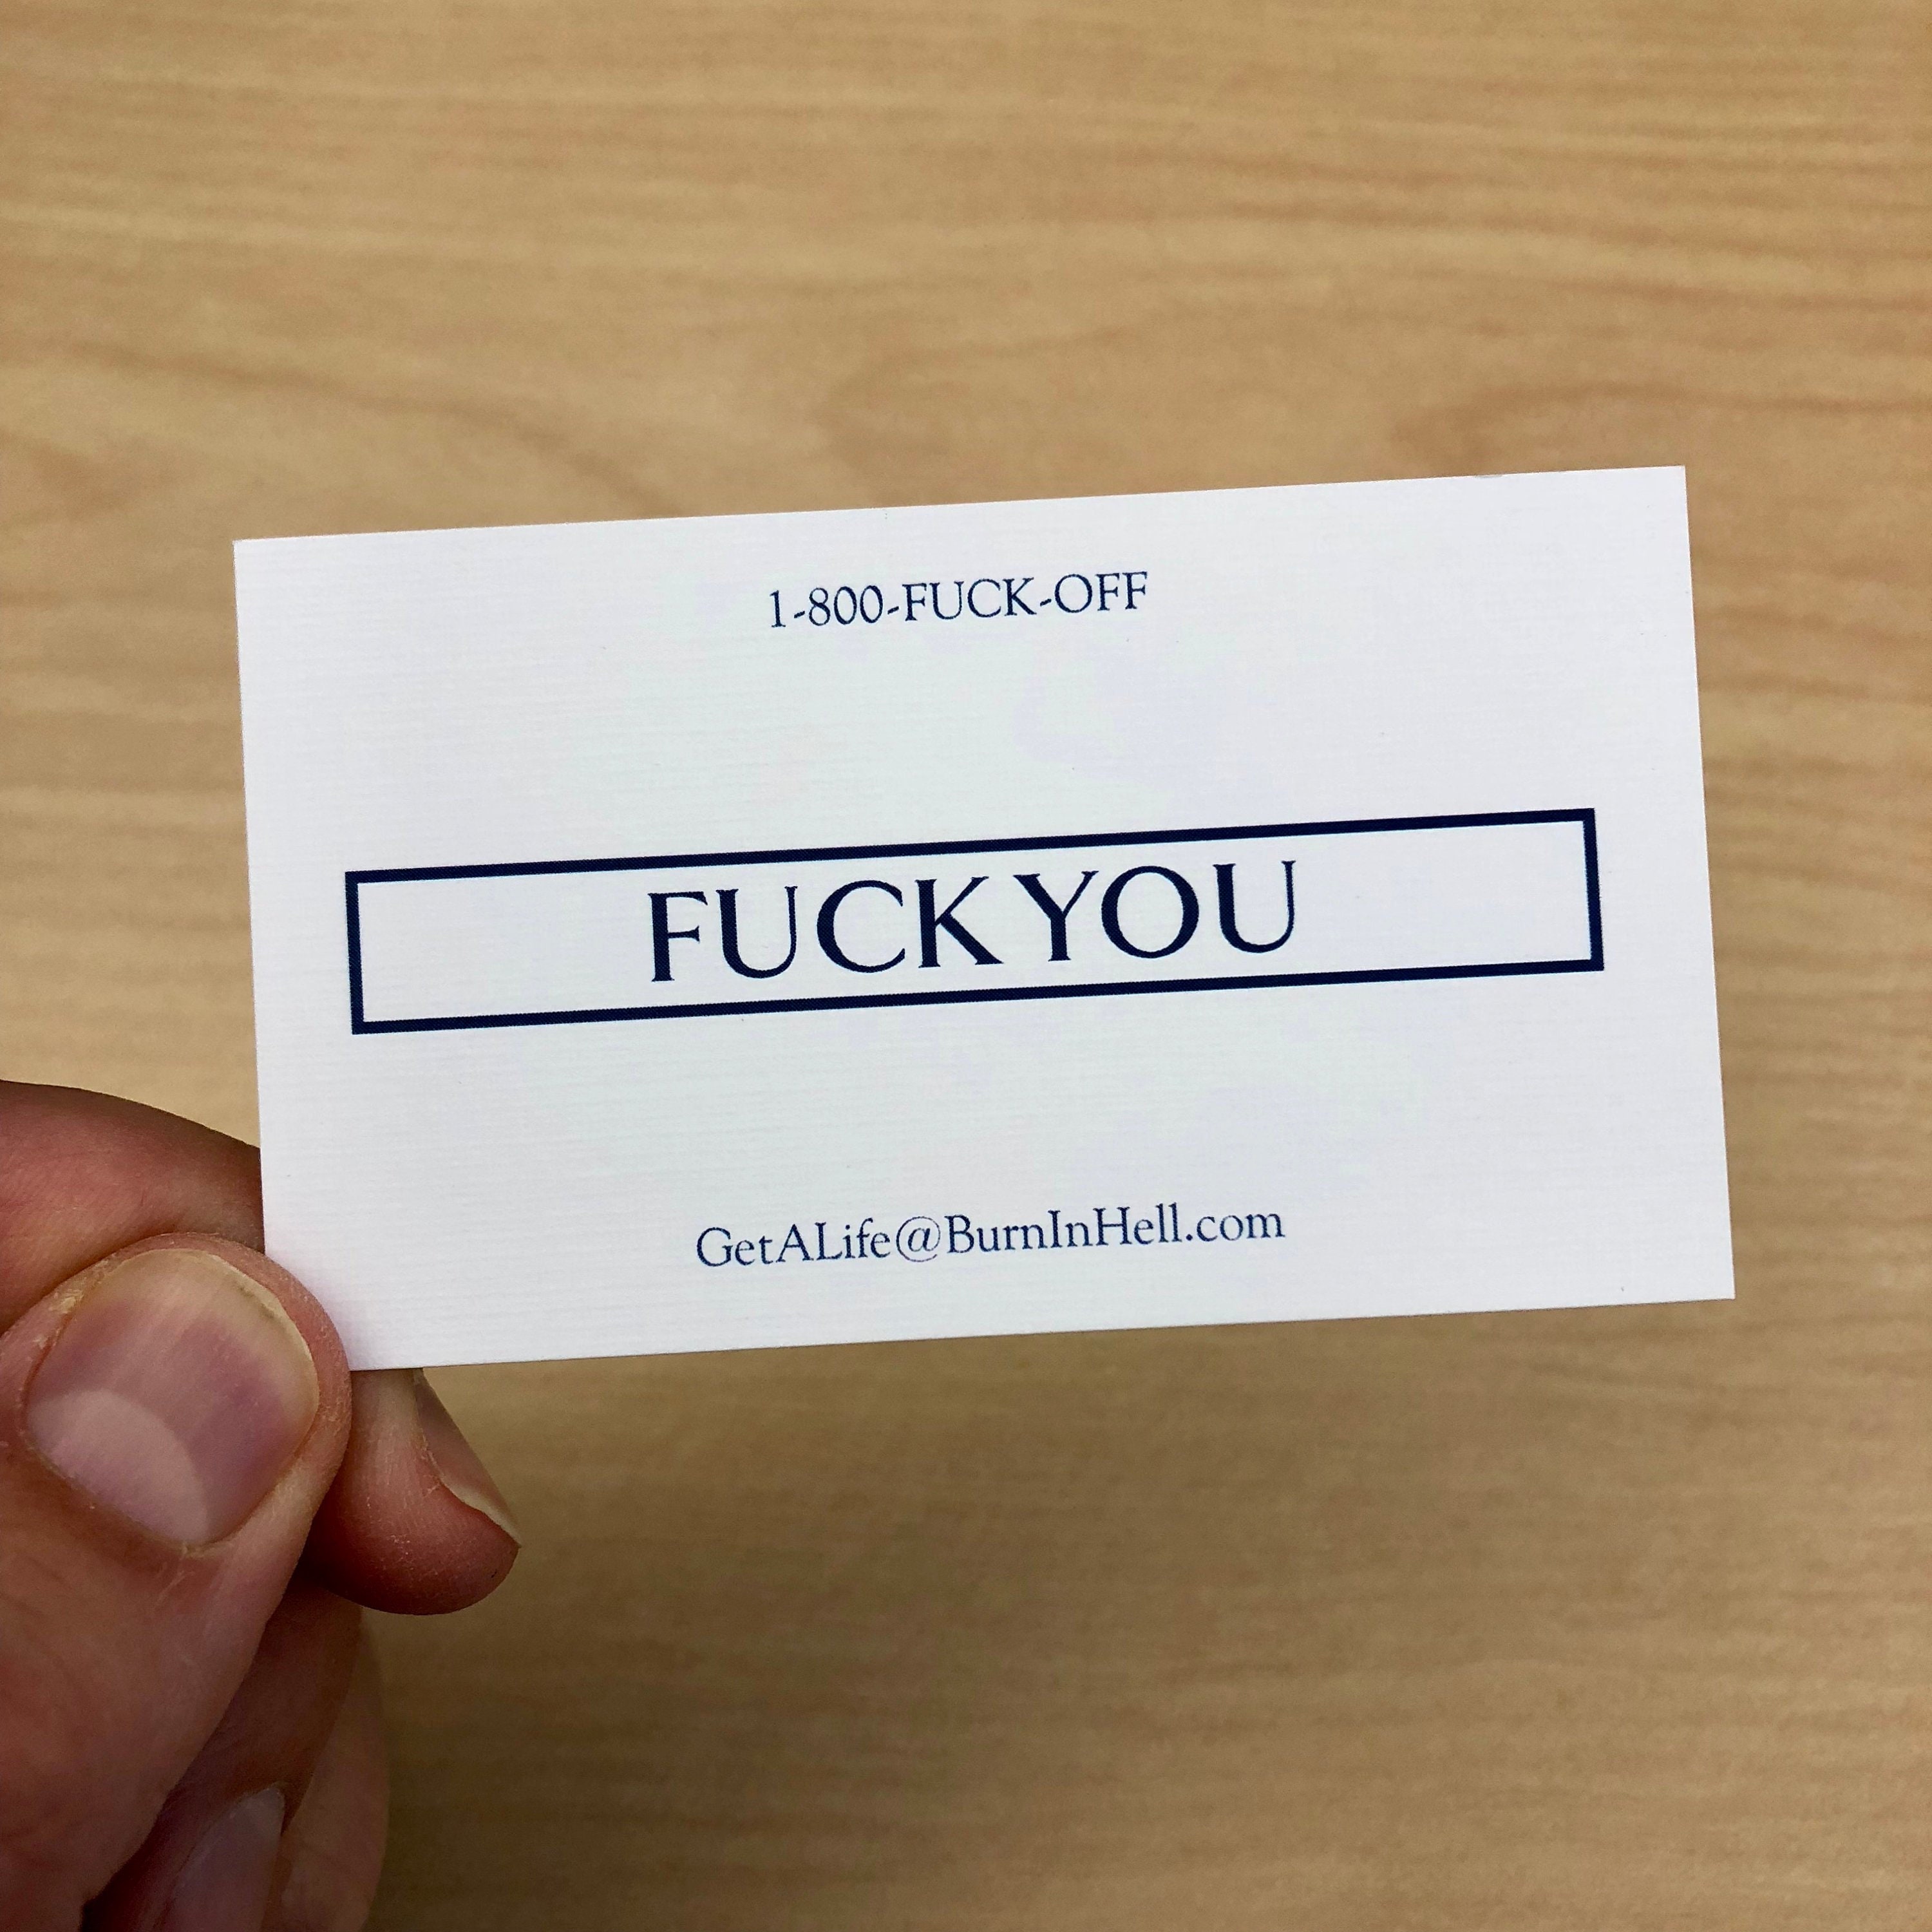 1-800-FUCK-OFF
FUCK YOU
GetALife@BurnInHell.com